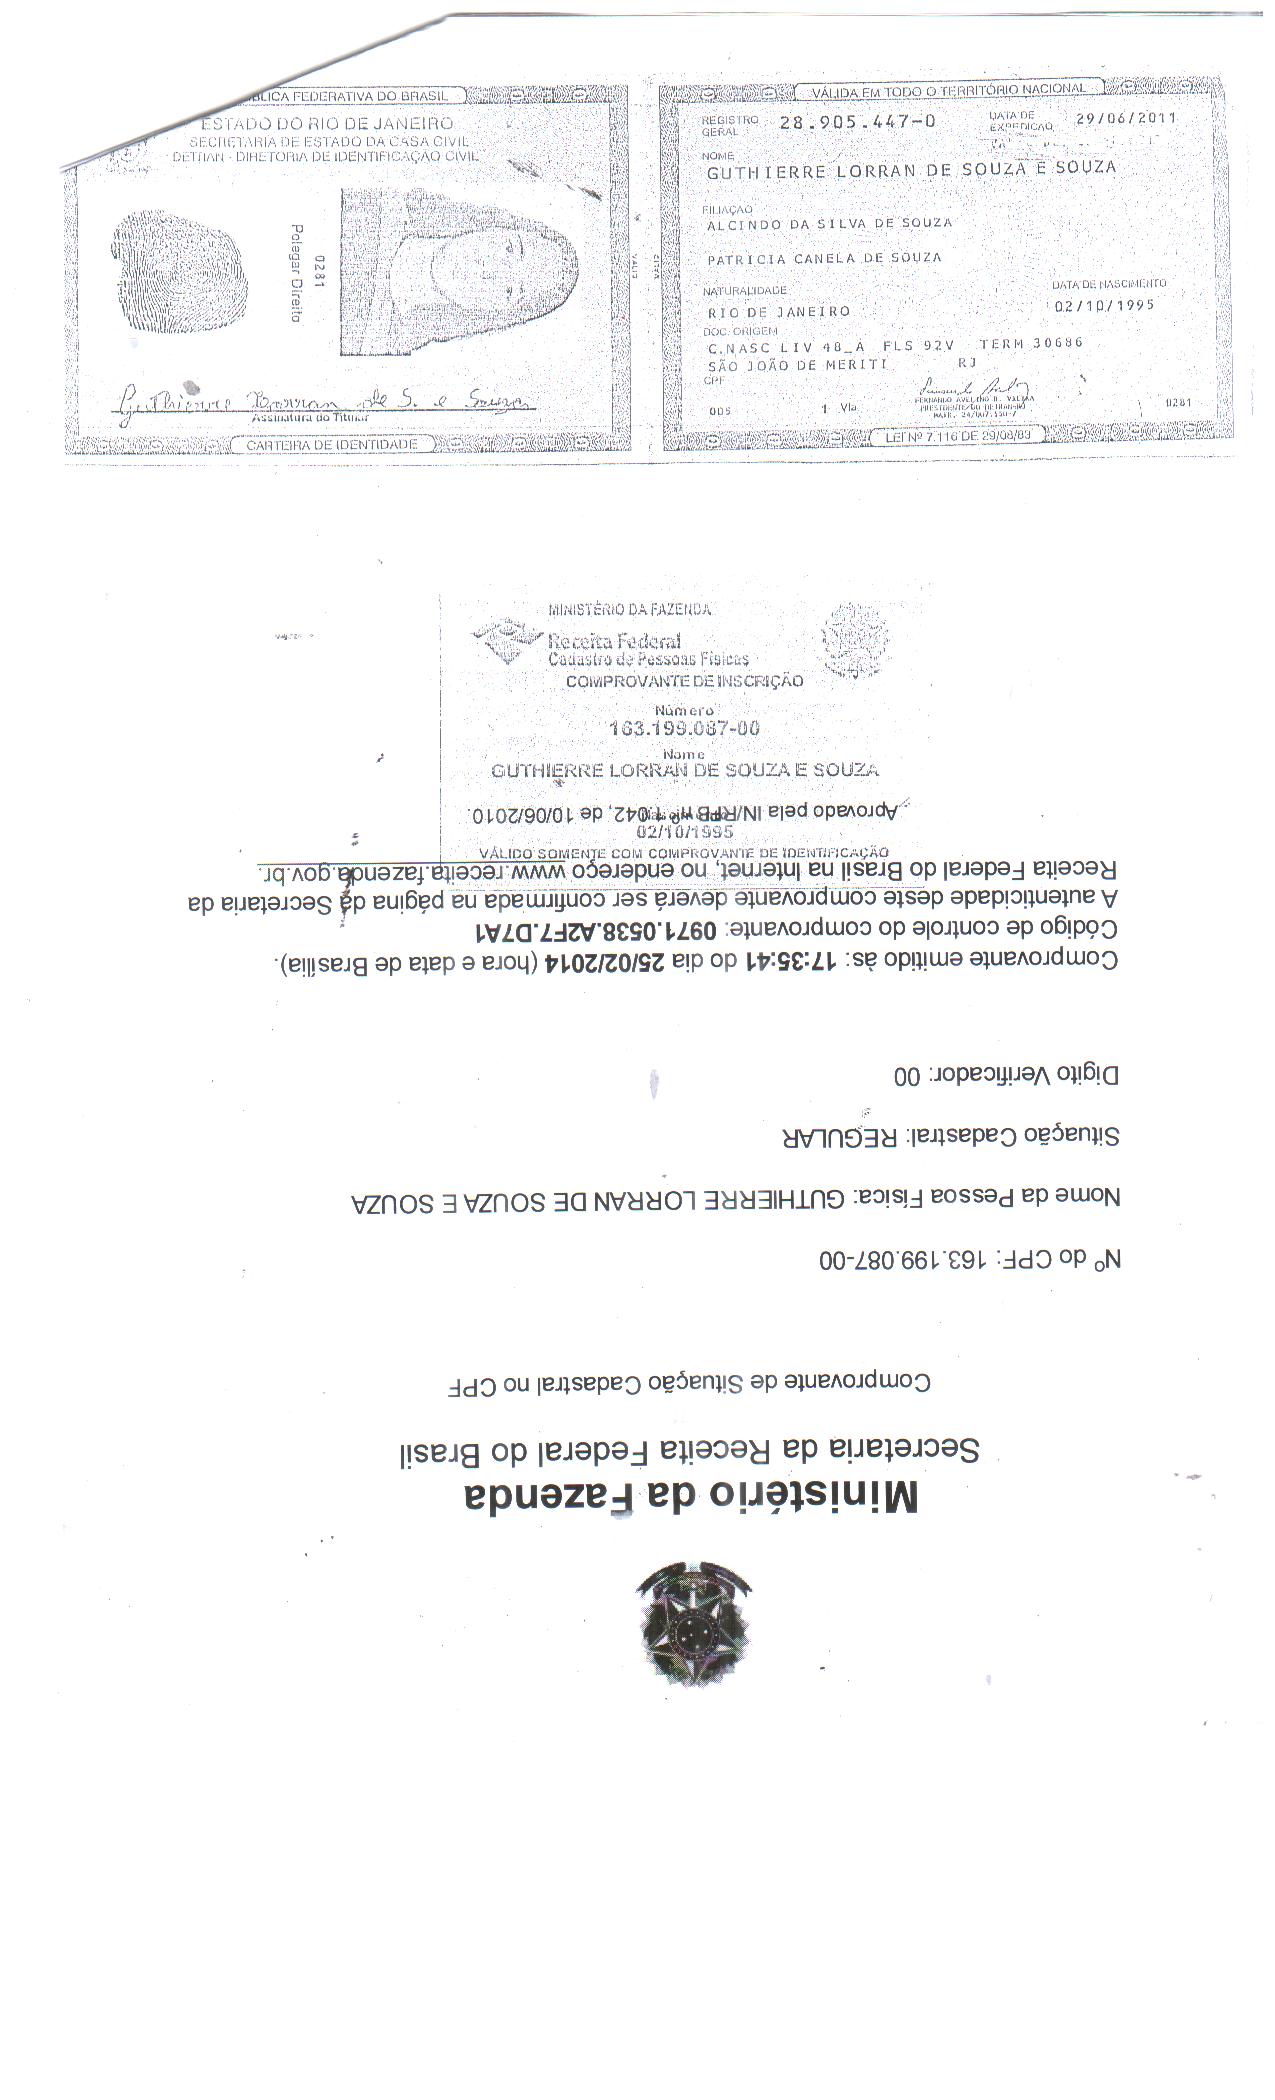 BLICA FEDERATIVA DO BRASIL
ESTADO DO RIO DE JANEIRO
SECRETARIA DE ESTADO DA CASA CIVIL
DETRAN - DIRETORIA DE IDENTIFICAÇÃO CIVIL
0281
Polegar Direito
Guthierre Lorran de S. e Souza
Assinatura do Titular
CARTEIRA DE IDENTIDADE
VÁLIDA EM TODO O TERRITÓRIO NACIONAL
REGISTRO GERAL 28.905.447-0 DATA DE EXPEDIÇÃO 29/06/2011
NOME
GUTHIERRE LORRAN DE SOUZA E SOUZA
FILIAÇÃO
ALCINDO DA SILVA DE SOUZA
PATRICIA CANELA DE SOUZA
NATURALIDADE DATA DE NASCIMENTO
RIO DE JANEIRO 02/10/1995
DOC. ORIGEM
C.NASC LIV 48_A FLS 92V TERM 30686
SÃO JOÃO DE MERITI RJ
CPF
005 1 Via 0281
LEI Nº 7.116 DE 29/08/83
MINISTÉRIO DA FAZENDA
Receita Federal
Cadastro de Pessoas Físicas
COMPROVANTE DE INSCRIÇÃO
Número
163.199.087-00
Nome
GUTHIERRE LORRAN DE SOUZA E SOUZA
02/10/1995
VÁLIDO SOMENTE COM COMPROVANTE DE IDENTIFICAÇÃO
Ministério da Fazenda
Secretaria da Receita Federal do Brasil
Comprovante de Situação Cadastral no CPF
Nº do CPF: 163.199.087-00
Nome da Pessoa Física: GUTHIERRE LORRAN DE SOUZA E SOUZA
Situação Cadastral: REGULAR
Digito Verificador: 00
Comprovante emitido às: 17:35:41 do dia 25/02/2014 (hora e data de Brasília).
Código de controle do comprovante: 0971.0538.A2F7.D7A1
A autenticidade deste comprovante deverá ser confirmada na página da Secretaria da
Receita Federal do Brasil na Internet, no endereço www.receita.fazenda.gov.br.
Aprovado pela IN/RFB nº 1.042, de 10/06/2010.